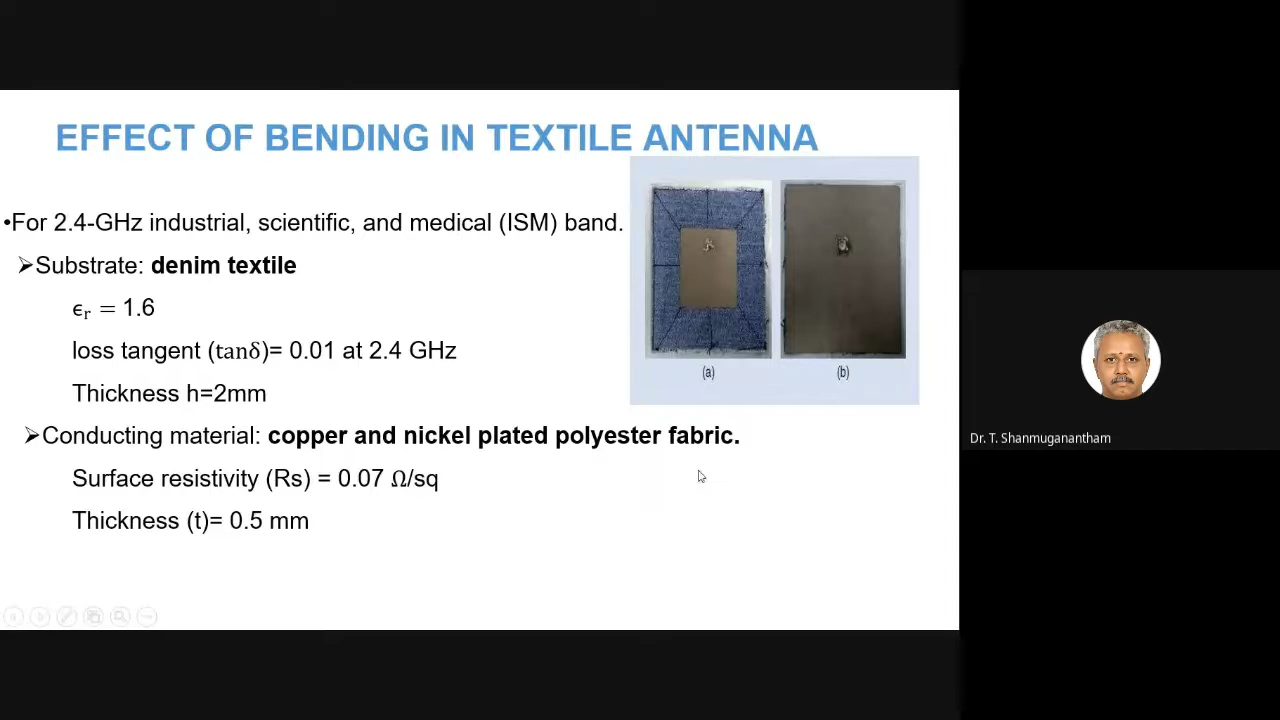 EFFECT OF BENDING IN TEXTILE ANTENNA
•For 2.4-GHz industrial, scientific, and medical (ISM) band.
➢Substrate: denim textile
ϵr = 1.6
loss tangent (tanδ)= 0.01 at 2.4 GHz
Thickness h=2mm
➢Conducting material: copper and nickel plated polyester fabric.
Surface resistivity (Rs) = 0.07 Ω/sq
Thickness (t)= 0.5 mm
(a)
(b)
Dr. T. Shanmuganantham